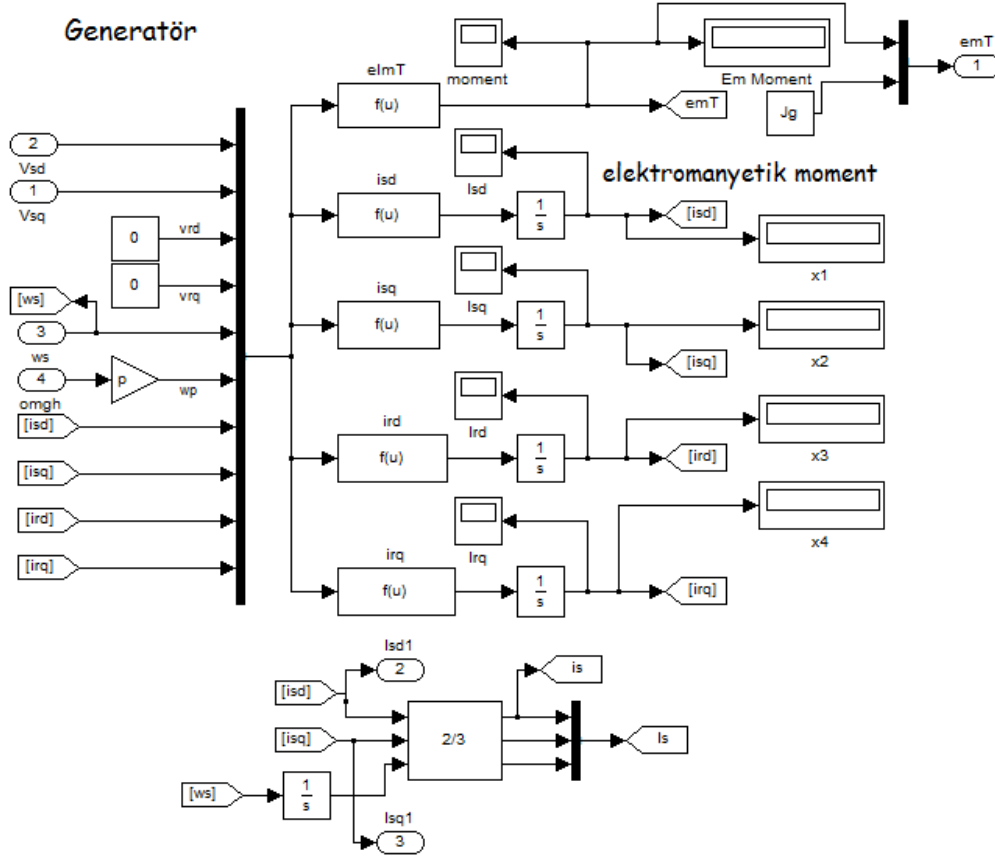 Generatör
emT
1
moment
Em Moment
elmT
f(u)
emT
Jg
2
Vsd
1
Vsq
0
vrd
0
vrq
[ws]
3
ws
4
omgh
p
wp
[isd]
[isq]
[ird]
[irq]
Isd
elektromanyetik moment
isd
f(u)
1
s
[isd]
x1
Isq
isq
f(u)
1
s
x2
[isq]
Ird
ird
f(u)
1
s
[ird]
x3
Irq
irq
f(u)
1
s
[irq]
x4
Isd1
2
[isd]
is
[isq]
2/3
Is
[ws]
1
s
Isq1
3